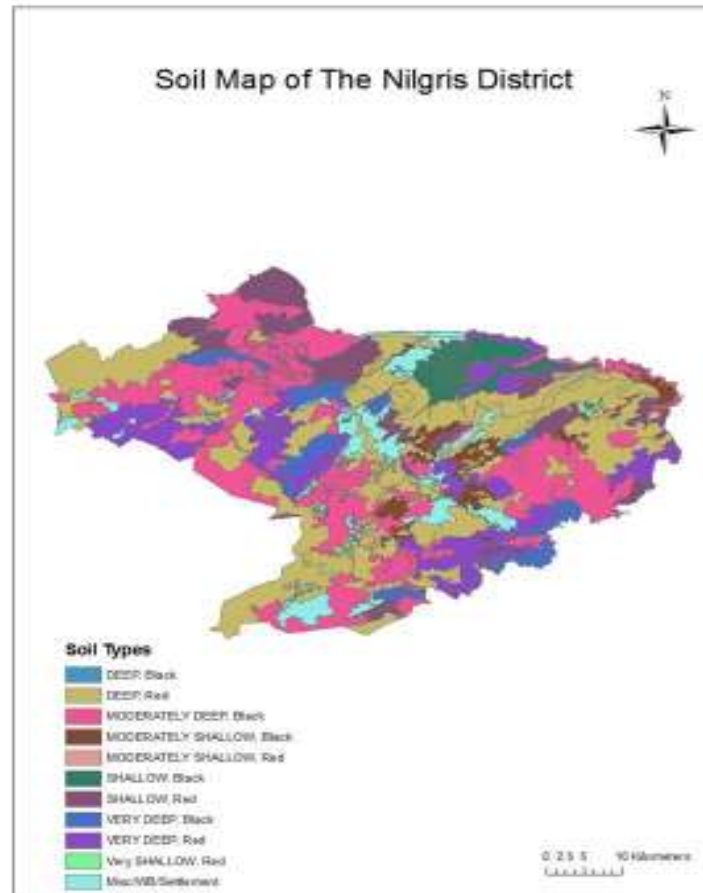 Soil Map of The Nilgris District
N
Soil Types
DEEP, Black
DEEP, Red
MODERATELY DEEP, Black
MODERATELY SHALLOW, Black
MODERATELY SHALLOW, Red
SHALLOW, Black
SHALLOW, Red
VERY DEEP, Black
VERY DEEP, Red
Very SHALLOW, Red
Misc/WB/Settlement
0 2.5 5 10 Kilometers